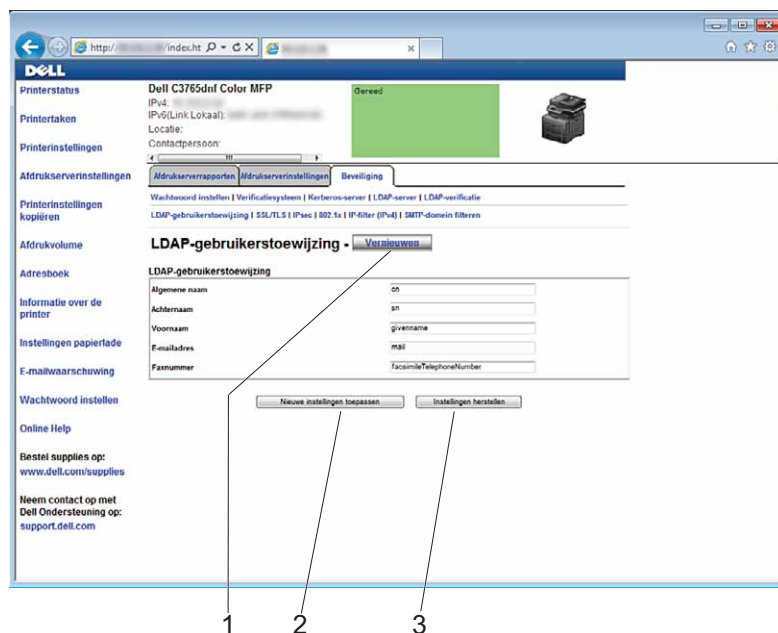 http:/ /index.ht
DELL
Printerstatus
Printertaken
Printerinstellingen
Afdrukserverinstellingen
Printerinstellingen
kopiëren
Afdrukvolume
Adresboek
Informatie over de
printer
Instellingen papierlade
E-mailwaarschuwing
Wachtwoord instellen
Online Help
Bestel supplies op:
www.dell.com/supplies
Neem contact op met
Dell Ondersteuning op:
support.dell.com
Dell C3765dnf Color MFP
IPv4:
IPv6(Link Lokaal):
Locatie:
Contactpersoon:
Gereed
Afdrukserverrapporten Afdrukserverinstellingen Beveiliging
Wachtwoord instellen | Verificatiesysteem | Kerberos-server | LDAP-server | LDAP-verificatie
LDAP-gebruikerstoewijzing | SSL/TLS | IPsec | 802.1x | IP-filter (IPv4) | SMTP-domein filteren
LDAP-gebruikerstoewijzing - Vernieuwen
LDAP-gebruikerstoewijzing
Algemene naam cn
Achternaam sn
Voornaam givenname
E-mailadres mail
Faxnummer facsimileTelephoneNumber
Nieuwe instellingen toepassen Instellingen herstellen
1 2 3